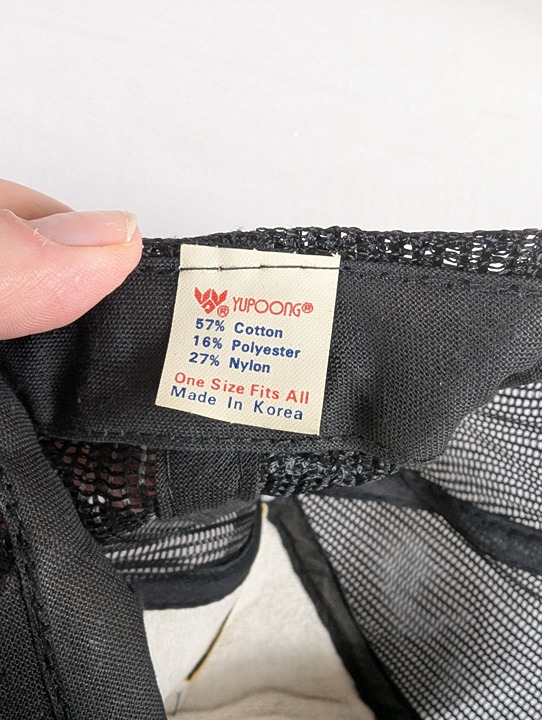 ® YUPOONG®
57% Cotton
16% Polyester
27% Nylon
One Size Fits All
Made In Korea